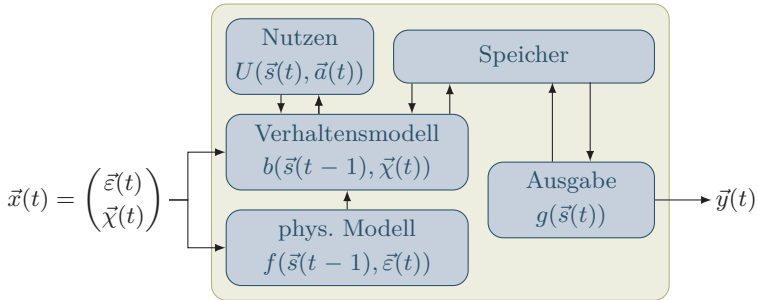 Nutzen
U(s⃗(t), a⃗(t))
Speicher
Verhaltensmodell
b(s⃗(t − 1), χ⃗(t))
x⃗(t) = (ε⃗(t)
χ⃗(t))
Ausgabe
g(s⃗(t))
y⃗(t)
phys. Modell
f(s⃗(t − 1), ε⃗(t))